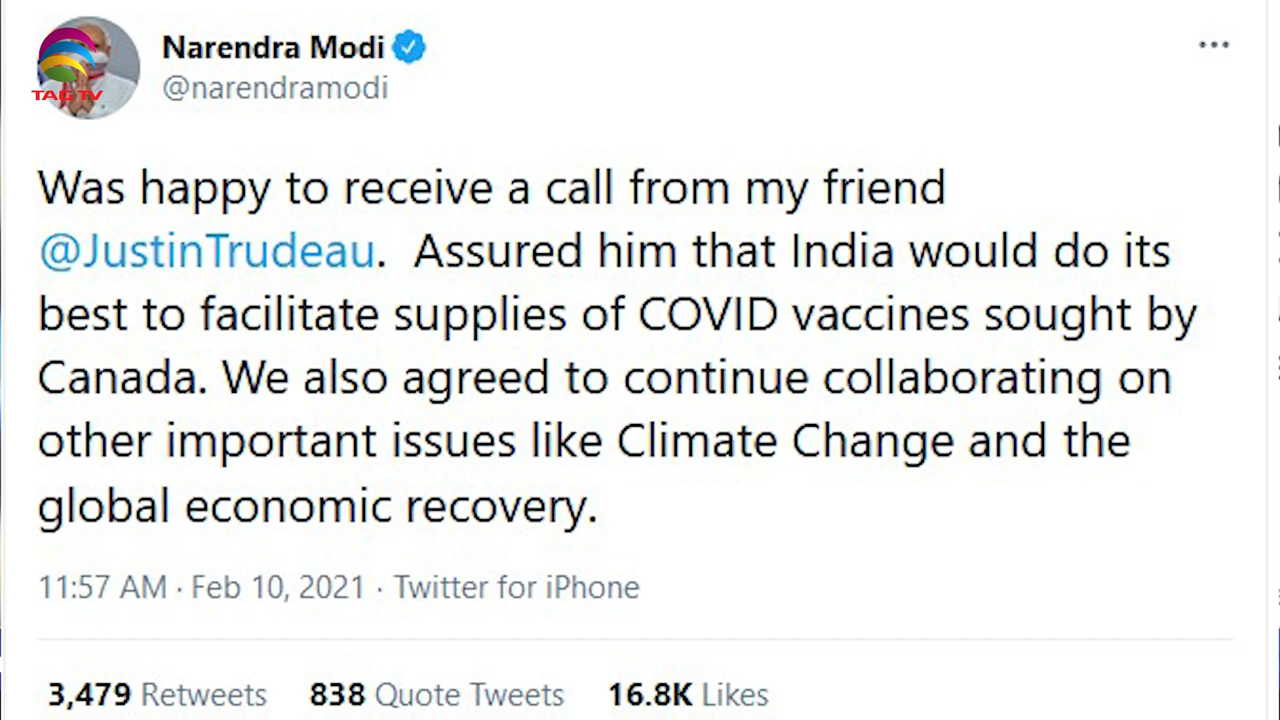 TAG TV
Narendra Modi
@narendramodi
Was happy to receive a call from my friend
@JustinTrudeau.  Assured him that India would do its
best to facilitate supplies of COVID vaccines sought by
Canada. We also agreed to continue collaborating on
other important issues like Climate Change and the
global economic recovery.
11:57 AM · Feb 10, 2021 · Twitter for iPhone
3,479 Retweets 838 Quote Tweets 16.8K Likes